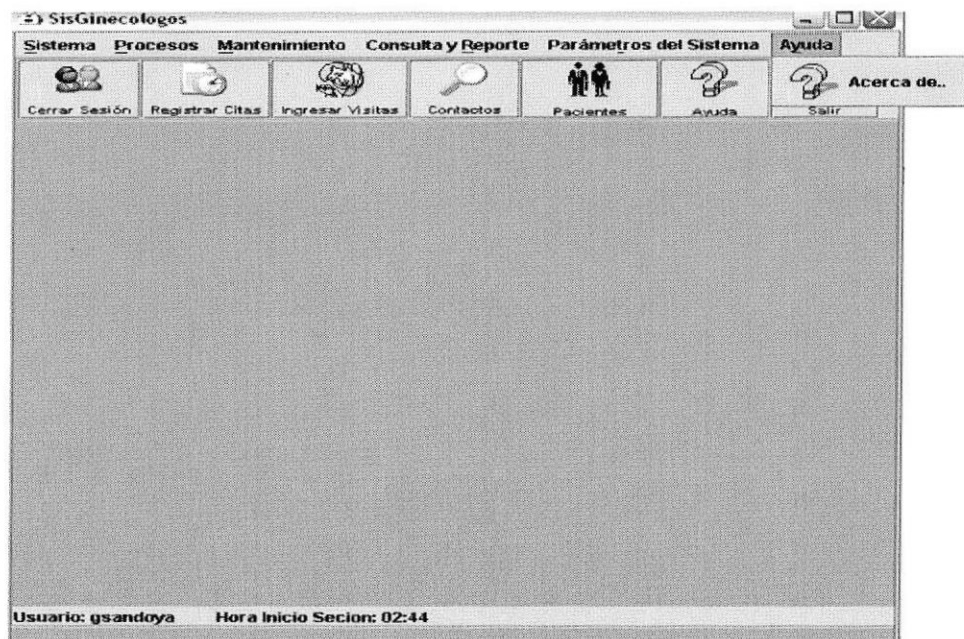 SisGinecologos
Sistema Procesos Mantenimiento Consulta y Reporte Parámetros del Sistema Ayuda
Acerca de..
Cerrar Sesión Registrar Citas Ingresar Visitas Contactos Pacientes Ayuda Salir
Usuario: gsandoya Hora Inicio Secion: 02:44